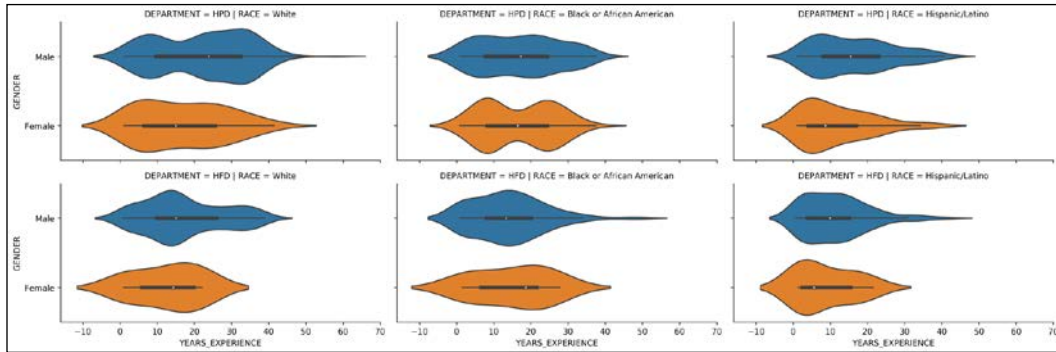 DEPARTMENT = HPD | RACE = White
DEPARTMENT = HPD | RACE = Black or African American
DEPARTMENT = HPD | RACE = Hispanic/Latino
GENDER
Male
Female
DEPARTMENT = HFD | RACE = White
DEPARTMENT = HFD | RACE = Black or African American
DEPARTMENT = HFD | RACE = Hispanic/Latino
GENDER
Male
Female
−10 0 10 20 30 40 50 60 70
−10 0 10 20 30 40 50 60 70
−10 0 10 20 30 40 50 60 70
YEARS_EXPERIENCE
YEARS_EXPERIENCE
YEARS_EXPERIENCE